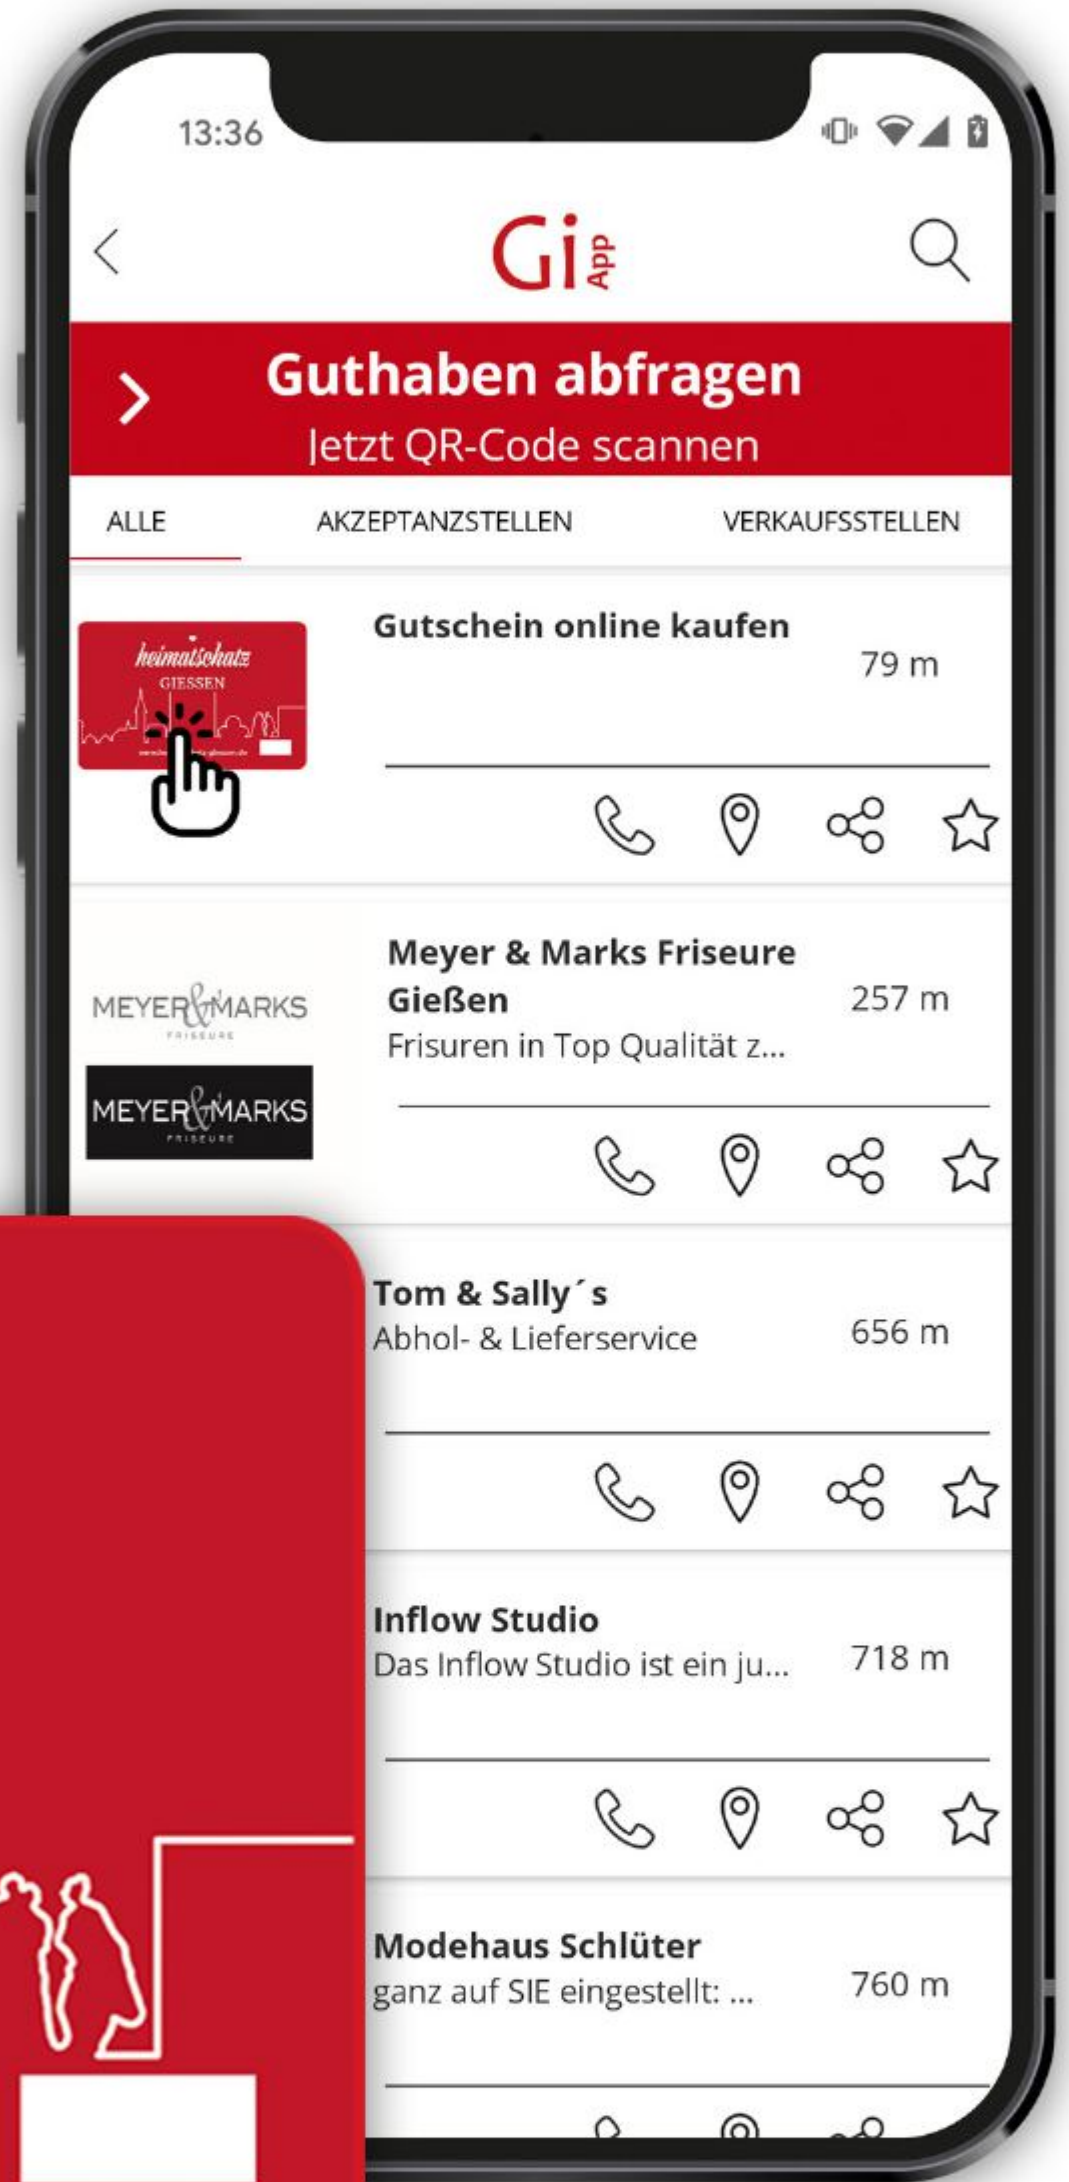 13:36
Gi App
Guthaben abfragen
Jetzt QR-Code scannen
ALLE AKZEPTANZSTELLEN VERKAUFSSTELLEN
heimatschatz
GIESSEN
Gutschein online kaufen
79 m
MEYER & MARKS
FRISEURE
MEYER & MARKS
FRISEURE
Meyer & Marks Friseure
Gießen
257 m
Frisuren in Top Qualität z...
Tom & Sally´s
Abhol- & Lieferservice
656 m
Inflow Studio
Das Inflow Studio ist ein ju...
718 m
Modehaus Schlüter
ganz auf SIE eingestellt: ...
760 m